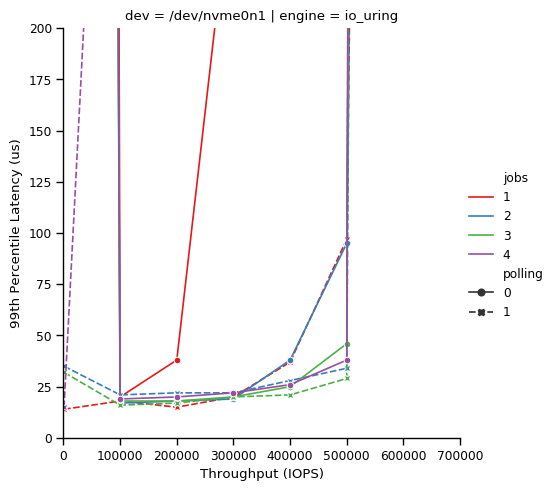 dev = /dev/nvme0n1 | engine = io_uring
99th Percentile Latency (us)
200
175
150
125
100
75
50
25
0
0 100000 200000 300000 400000 500000 600000 700000
Throughput (IOPS)
jobs
1
2
3
4
polling
0
1